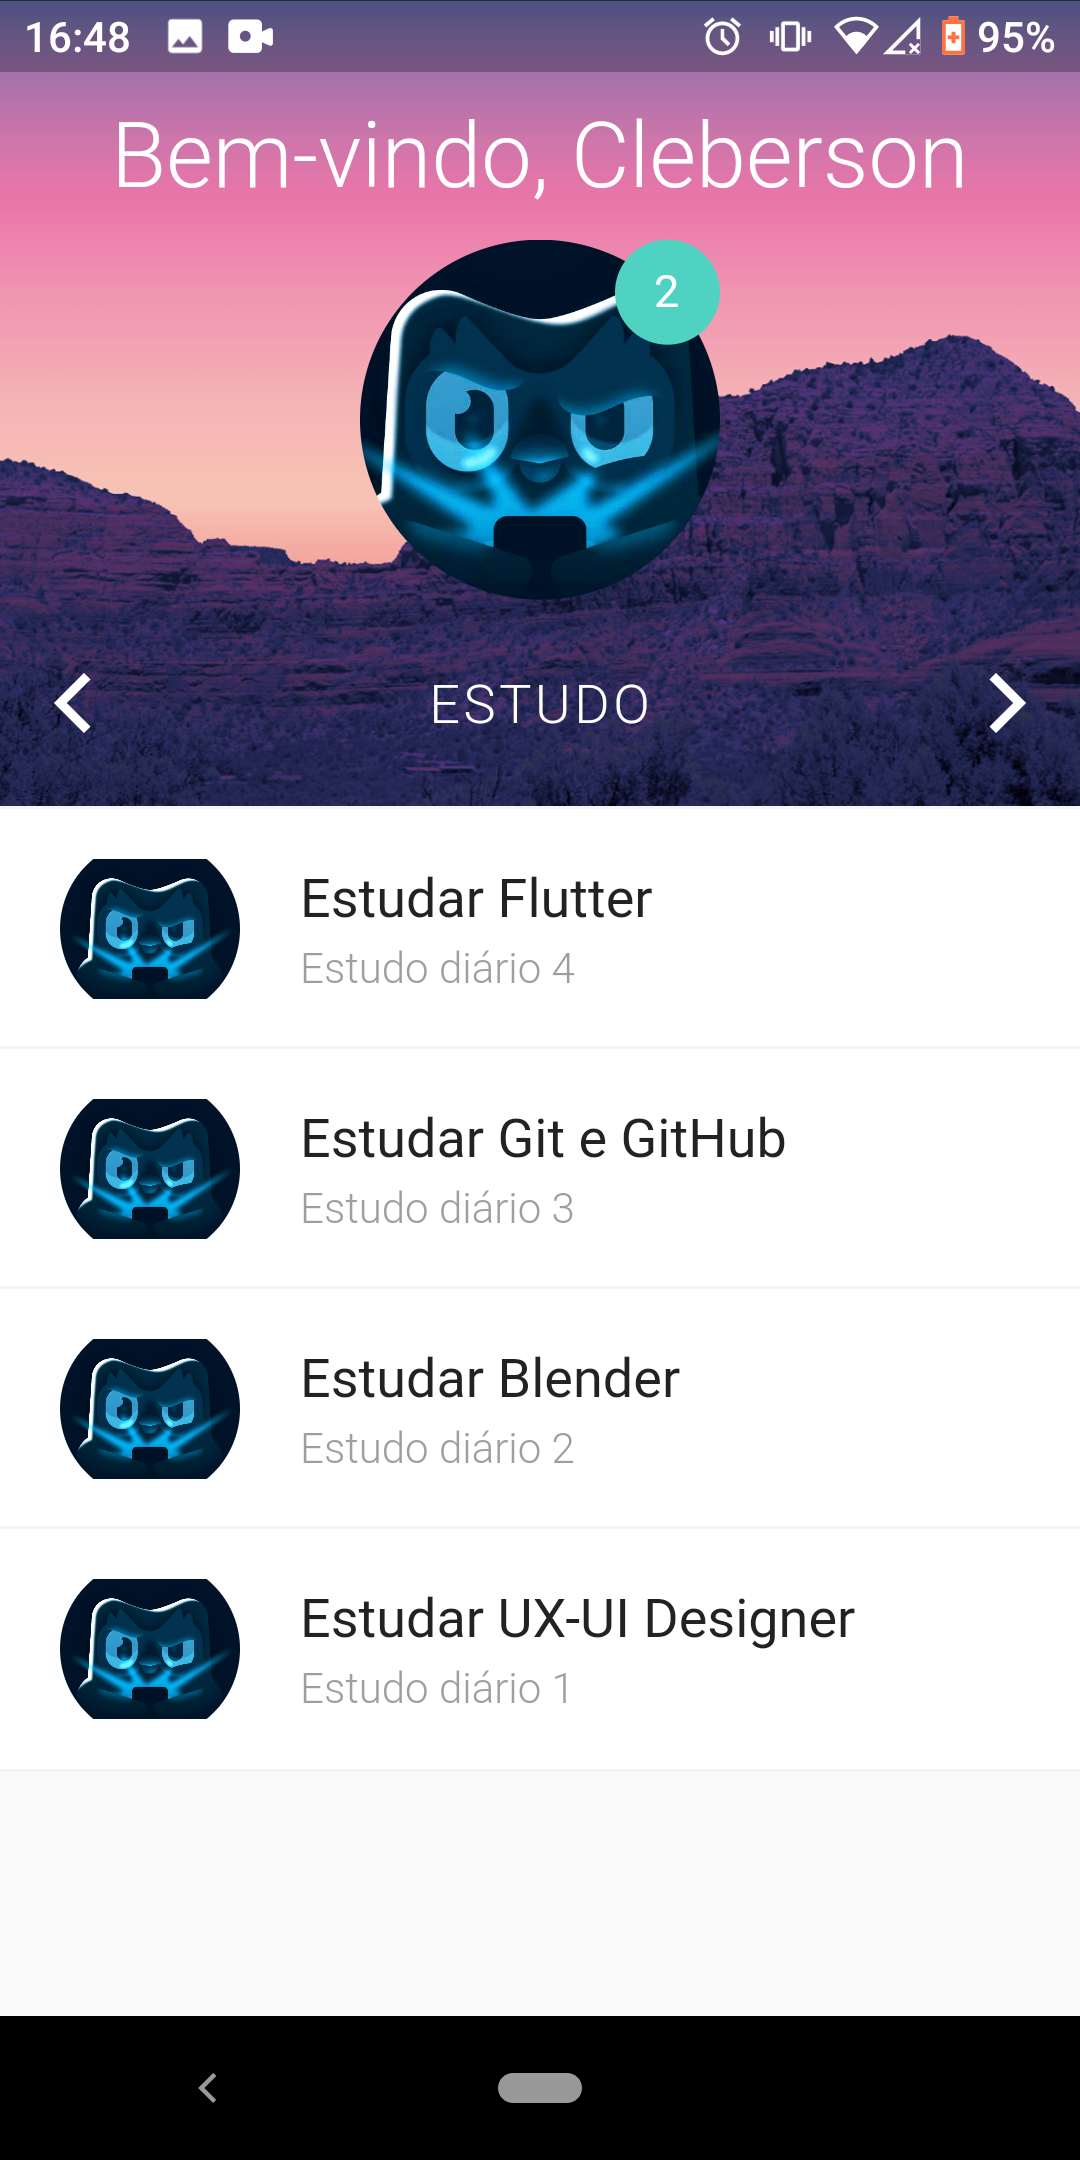 16:48
95%
Bem-vindo, Cleberson
2
ESTUDO
Estudar Flutter
Estudo diário 4
Estudar Git e GitHub
Estudo diário 3
Estudar Blender
Estudo diário 2
Estudar UX-UI Designer
Estudo diário 1